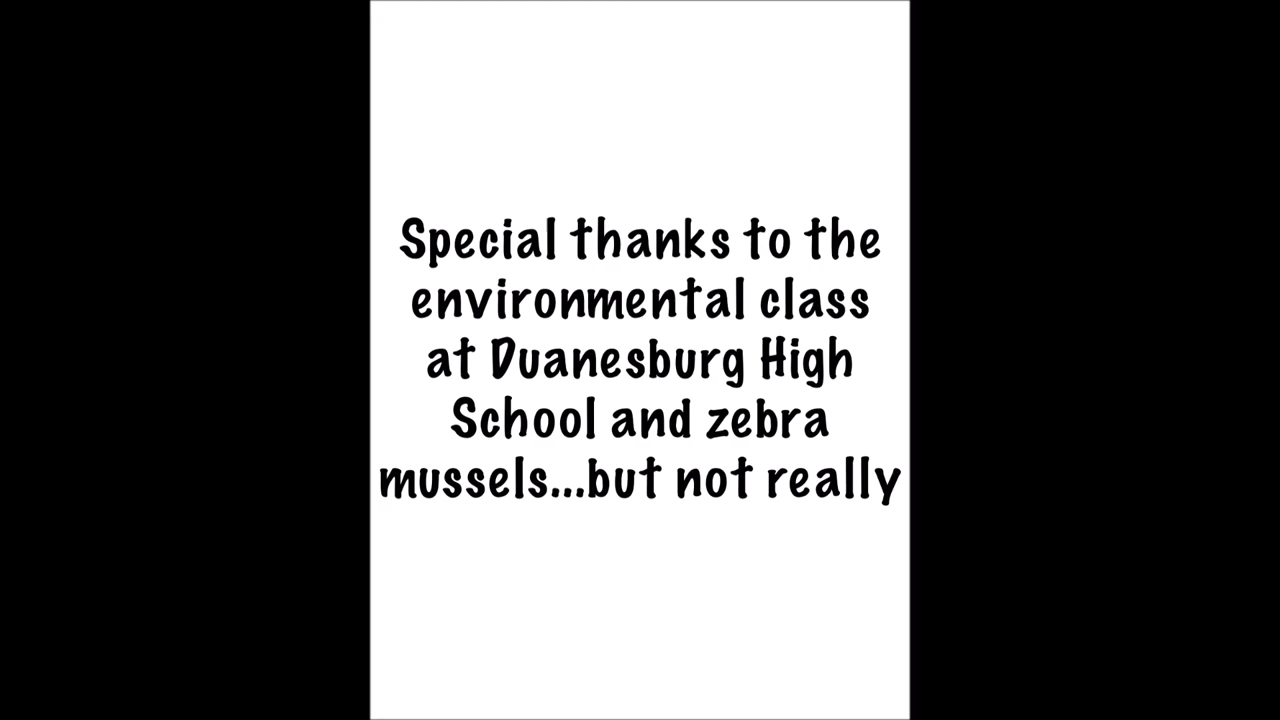 Special thanks to the
environmental class
at Duanesburg High
School and zebra
mussels...but not really